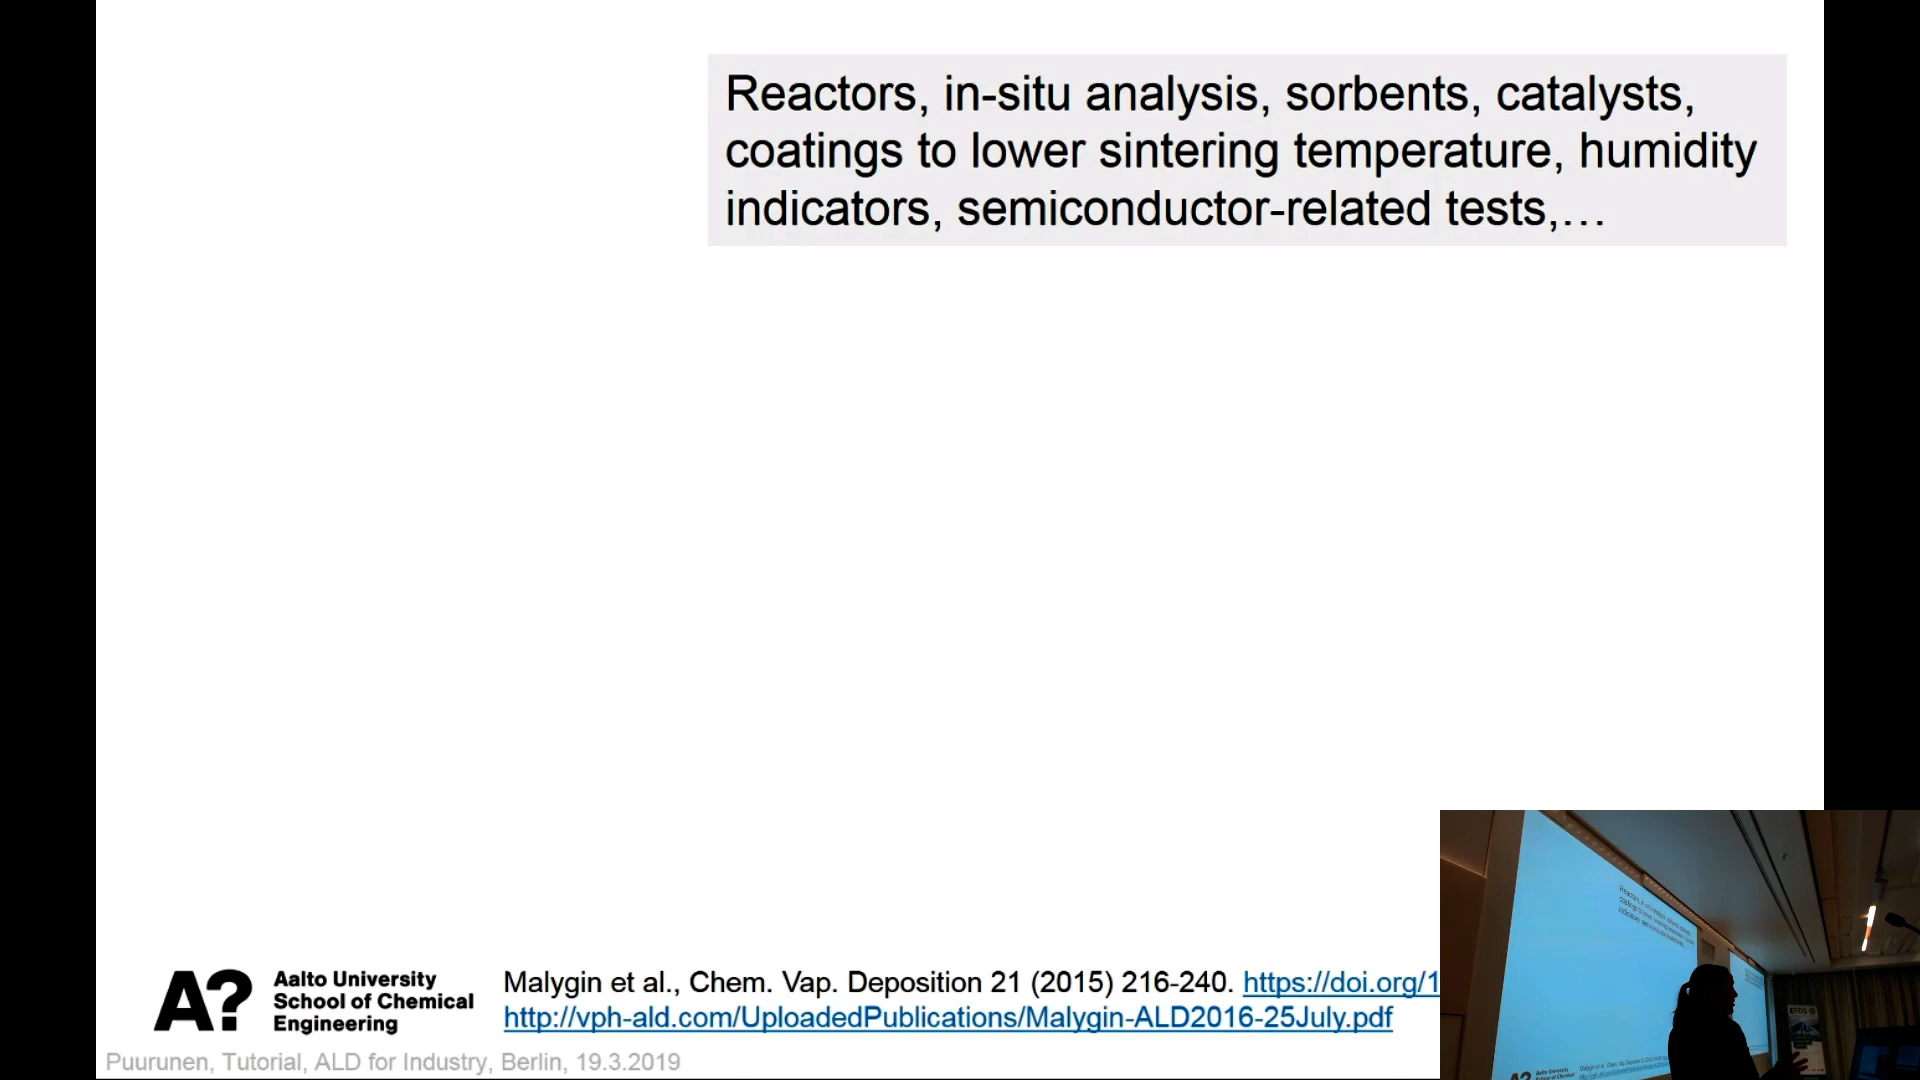 Reactors, in-situ analysis, sorbents, catalysts,
coatings to lower sintering temperature, humidity
indicators, semiconductor-related tests,…
A?
Aalto University
School of Chemical
Engineering
Malygin et al., Chem. Vap. Deposition 21 (2015) 216-240. https://doi.org/1
http://vph-ald.com/UploadedPublications/Malygin-ALD2016-25July.pdf
Puurunen, Tutorial, ALD for Industry, Berlin, 19.3.2019